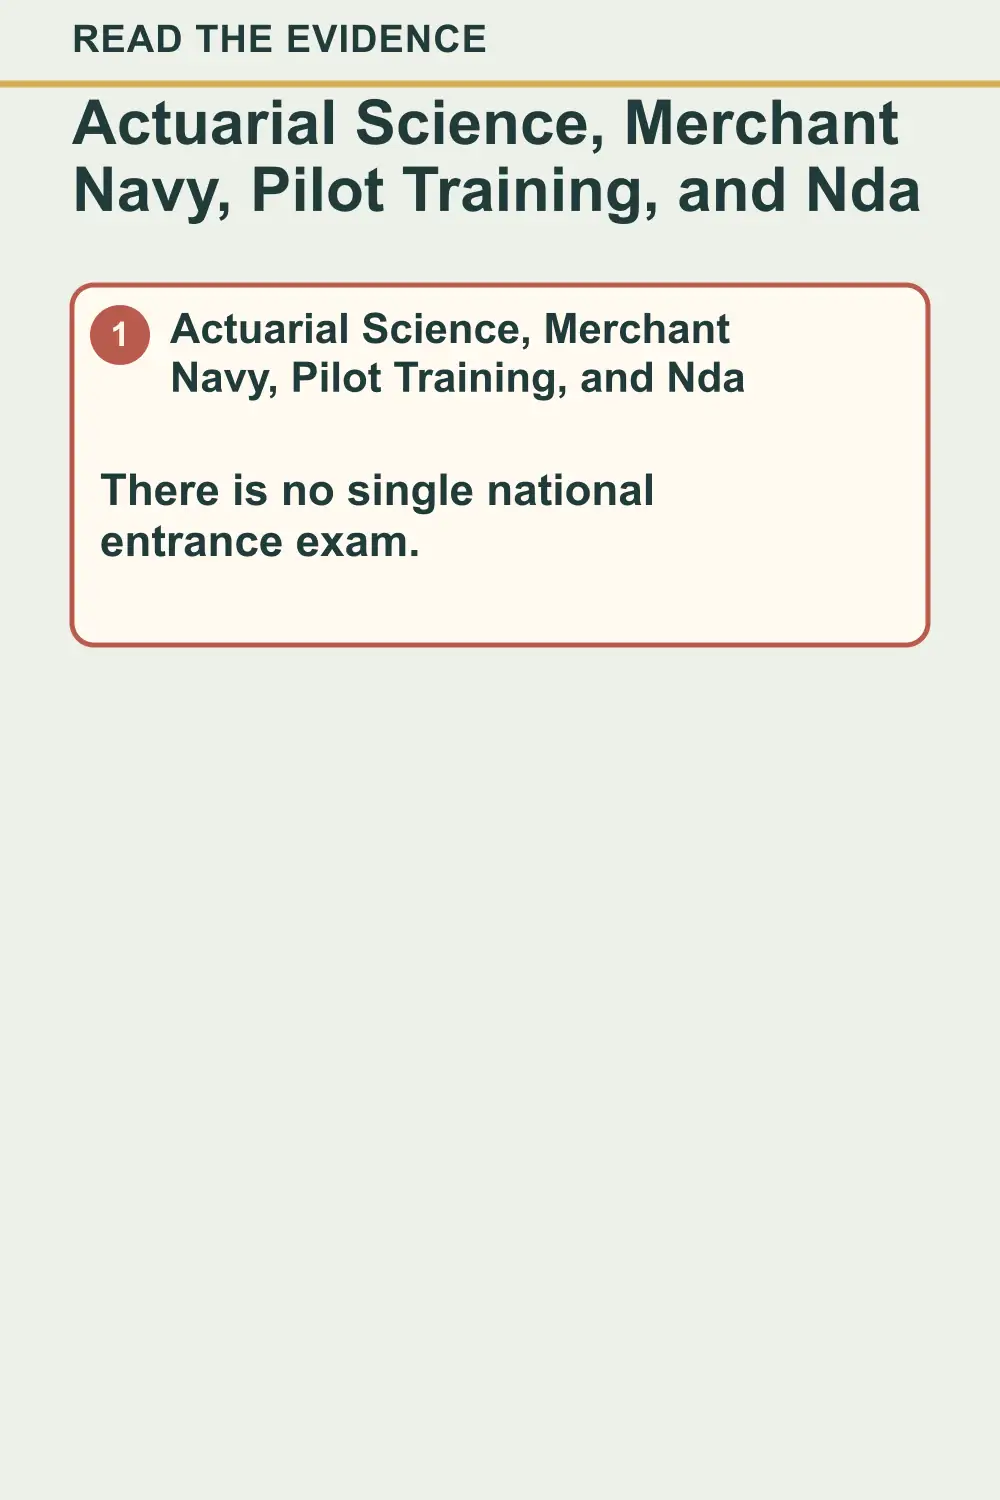 READ THE EVIDENCE
Actuarial Science, Merchant
Navy, Pilot Training, and Nda
1
Actuarial Science, Merchant
Navy, Pilot Training, and Nda
There is no single national
entrance exam.